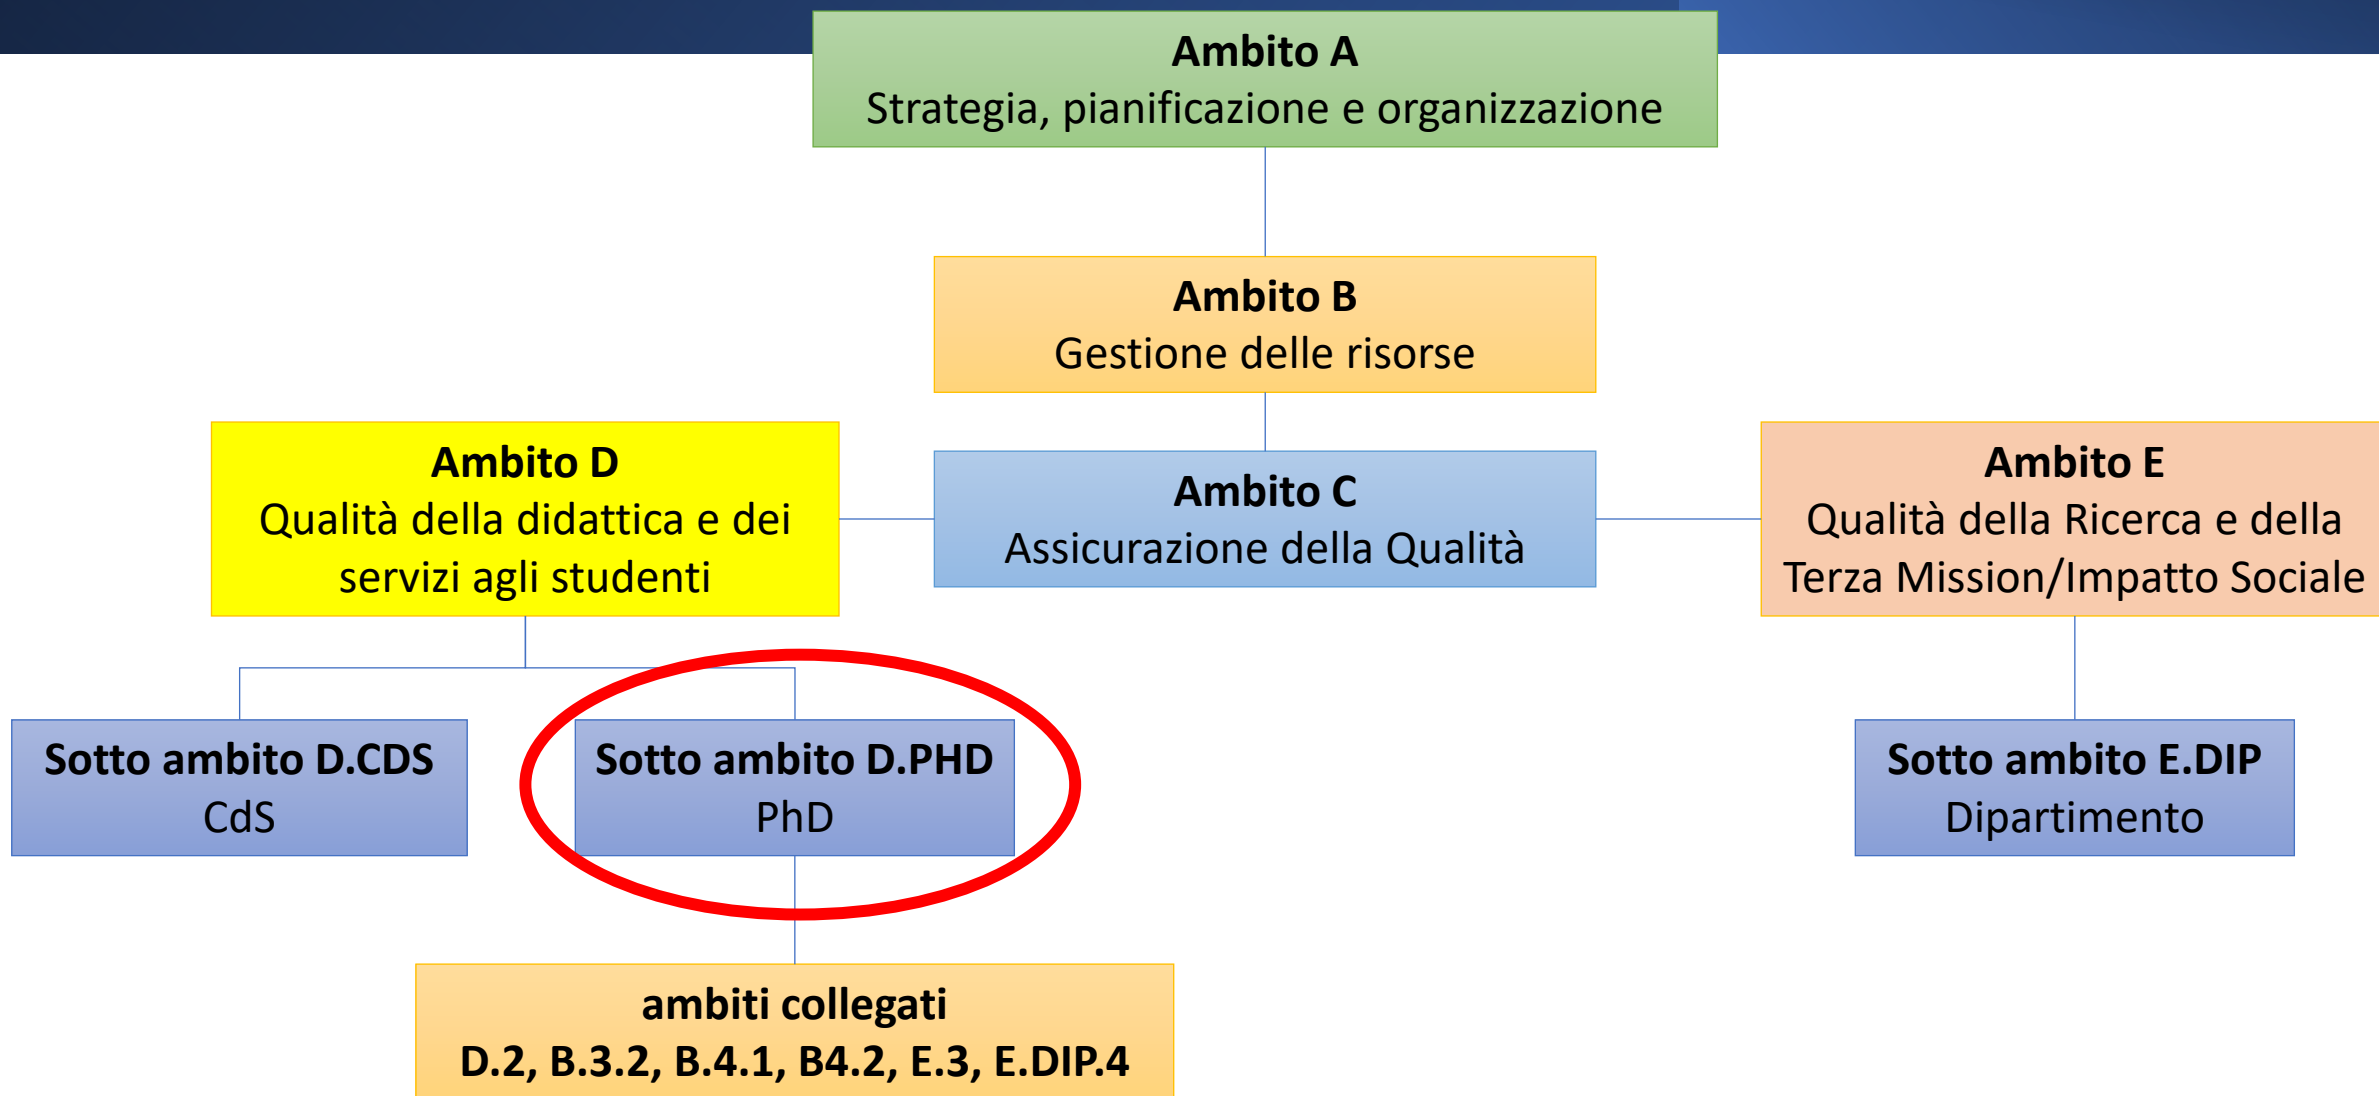 Ambito A
Strategia, pianificazione e organizzazione
Ambito B
Gestione delle risorse
Ambito D
Qualità della didattica e dei
servizi agli studenti
Ambito C
Assicurazione della Qualità
Ambito E
Qualità della Ricerca e della
Terza Mission/Impatto Sociale
Sotto ambito D.CDS
CdS
Sotto ambito D.PHD
PhD
Sotto ambito E.DIP
Dipartimento
ambiti collegati
D.2, B.3.2, B.4.1, B4.2, E.3, E.DIP.4